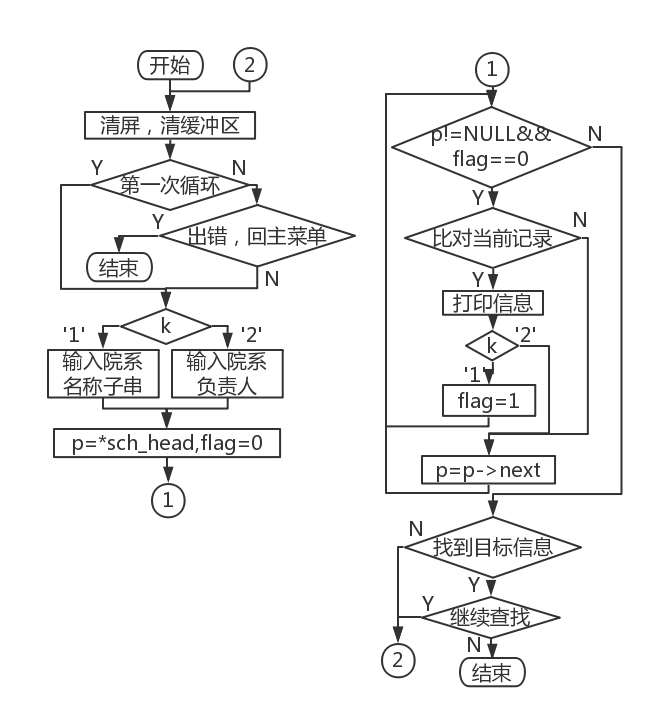 开始
2
清屏，清缓冲区
Y
第一次循环
N
Y
出错，回主菜单
结束
N
k
'1'
'2'
输入院系
名称子串
输入院系
负责人
p=*sch_head,flag=0
1
1
p!=NULL&&
flag==0
N
Y
比对当前记录
N
Y
打印信息
k
'2'
'1'
flag=1
p=p->next
N
找到目标信息
Y
Y
继续查找
N
2
结束